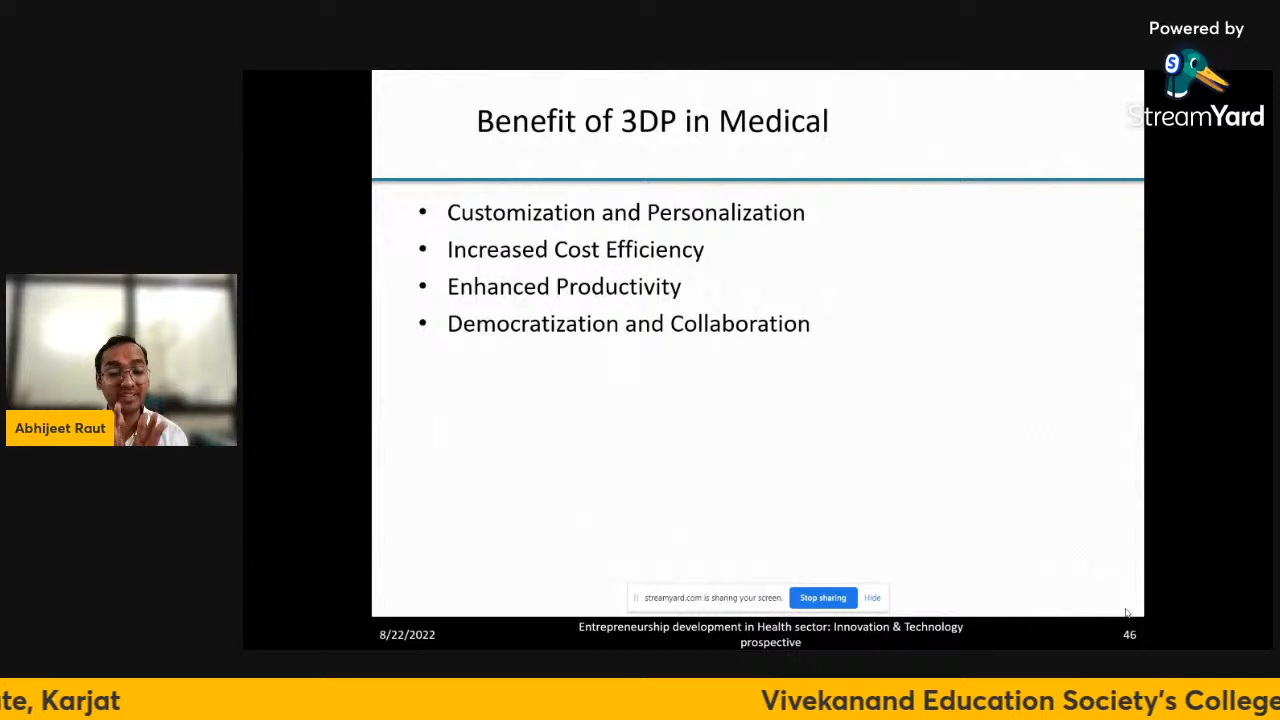 Powered by
StreamYard
Benefit of 3DP in Medical
• Customization and Personalization
• Increased Cost Efficiency
• Enhanced Productivity
• Democratization and Collaboration
Abhijeet Raut
streamyard.com is sharing your screen.
Stop sharing
Hide
8/22/2022
Entrepreneurship development in Health sector: Innovation & Technology
prospective
46
te, Karjat
Vivekanand Education Society's College